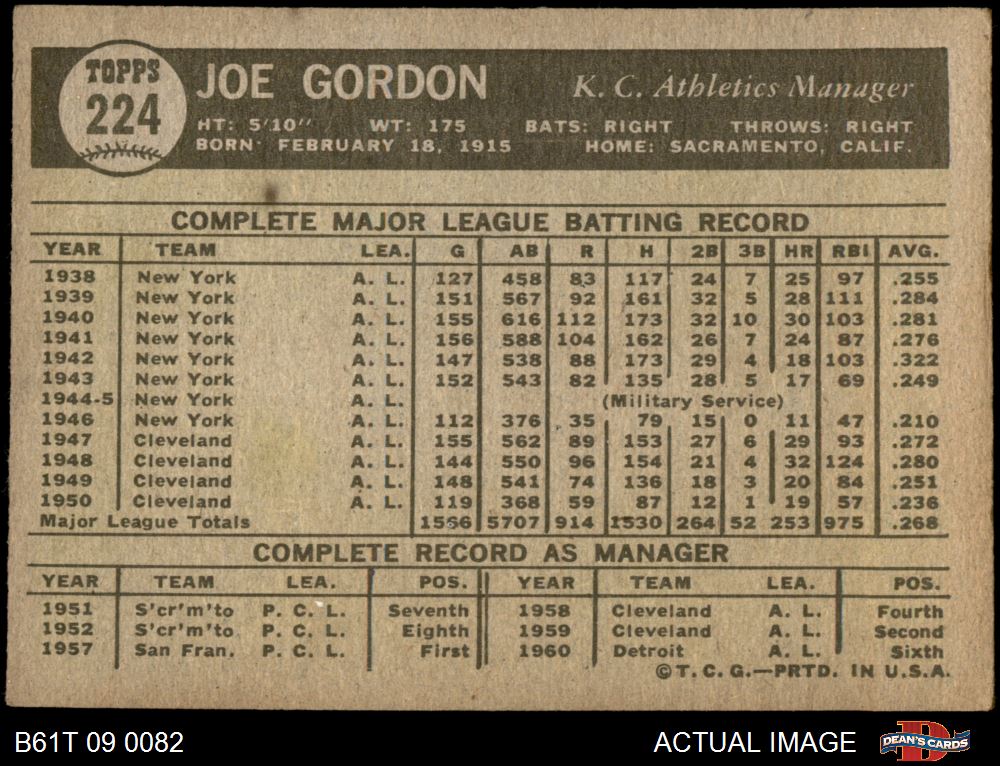 TOPPS
224
JOE GORDON K. C. Athletics Manager
HT: 5'10" WT: 175 BATS: RIGHT THROWS: RIGHT
BORN: FEBRUARY 18, 1915 HOME: SACRAMENTO, CALIF.
COMPLETE MAJOR LEAGUE BATTING RECORD
YEAR TEAM LEA. G AB R H 2B 3B HR RBI AVG.
1938 New York A. L. 127 458 83 117 24 7 25 97 .255
1939 New York A. L. 151 567 92 161 32 5 28 111 .284
1940 New York A. L. 155 616 112 173 32 10 30 103 .281
1941 New York A. L. 156 588 104 162 26 7 24 87 .276
1942 New York A. L. 147 538 88 173 29 4 18 103 .322
1943 New York A. L. 152 543 82 135 28 5 17 69 .249
1944-5 New York A. L. (Military Service)
1946 New York A. L. 112 376 35 79 15 0 11 47 .210
1947 Cleveland A. L. 155 562 89 153 27 6 29 93 .272
1948 Cleveland A. L. 144 550 96 154 21 4 32 124 .280
1949 Cleveland A. L. 148 541 74 136 18 3 20 84 .251
1950 Cleveland A. L. 119 368 59 87 12 1 19 57 .236
Major League Totals 1566 5707 914 1530 264 52 253 975 .268
COMPLETE RECORD AS MANAGER
YEAR TEAM LEA. POS. YEAR TEAM LEA. POS.
1951 S'cr'm'to P. C. L. Seventh 1958 Cleveland A. L. Fourth
1952 S'cr'm'to P. C. L. Eighth 1959 Cleveland A. L. Second
1957 San Fran. P. C. L. First 1960 Detroit A. L. Sixth
© T. C. G.—PRTD. IN U.S.A.
B61T 09 0082 ACTUAL IMAGE DEAN'S CARDS